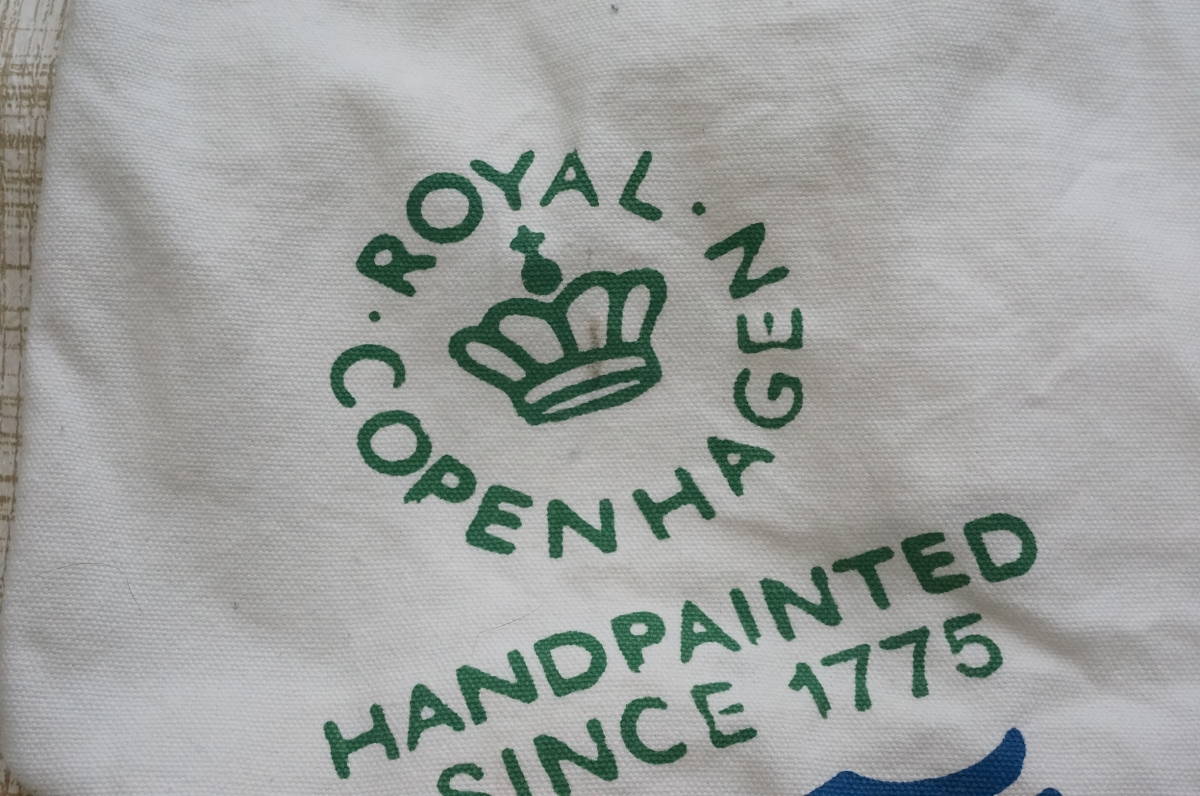 · ROYAL · COPENHAGEN
HANDPAINTED
SINCE 1775